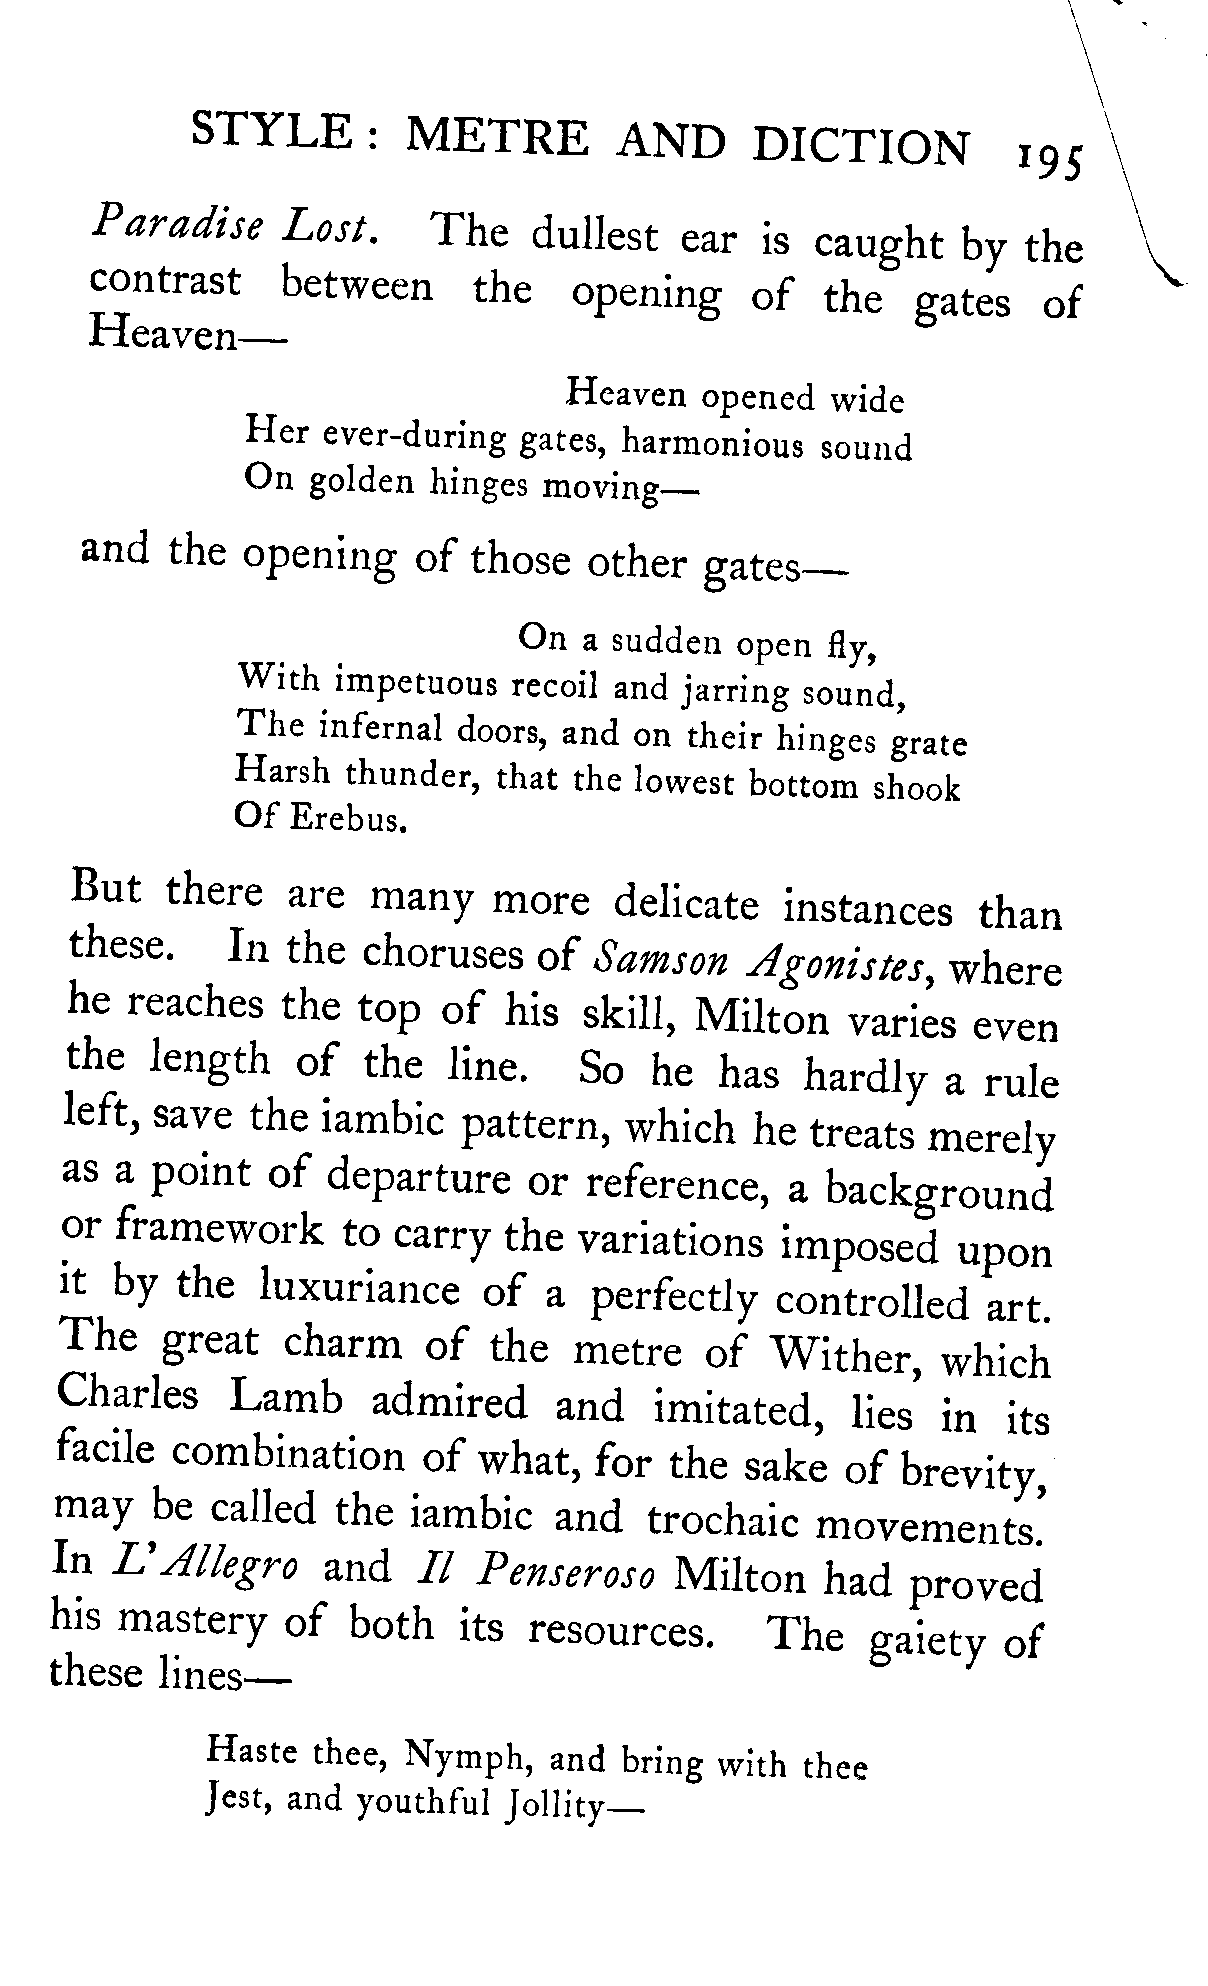 STYLE: METRE AND DICTION 195
Paradise Lost. The dullest ear is caught by the
contrast between the opening of the gates of
Heaven—
Heaven opened wide
Her ever-during gates, harmonious sound
On golden hinges moving—
and the opening of those other gates—
On a sudden open fly,
With impetuous recoil and jarring sound,
The infernal doors, and on their hinges grate
Harsh thunder, that the lowest bottom shook
Of Erebus.
But there are many more delicate instances than
these. In the choruses of Samson Agonistes, where
he reaches the top of his skill, Milton varies even
the length of the line. So he has hardly a rule
left, save the iambic pattern, which he treats merely
as a point of departure or reference, a background
or framework to carry the variations imposed upon
it by the luxuriance of a perfectly controlled art.
The great charm of the metre of Wither, which
Charles Lamb admired and imitated, lies in its
facile combination of what, for the sake of brevity,
may be called the iambic and trochaic movements.
In L'Allegro and Il Penseroso Milton had proved
his mastery of both its resources. The gaiety of
these lines—
Haste thee, Nymph, and bring with thee
Jest, and youthful Jollity—